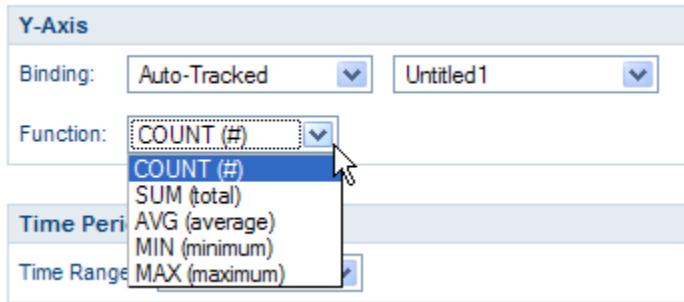 Y-Axis
Binding: Auto-Tracked Untitled1
Function: COUNT (#)
COUNT (#)
SUM (total)
Time Peri AVG (average)
MIN (minimum)
Time Range MAX (maximum)